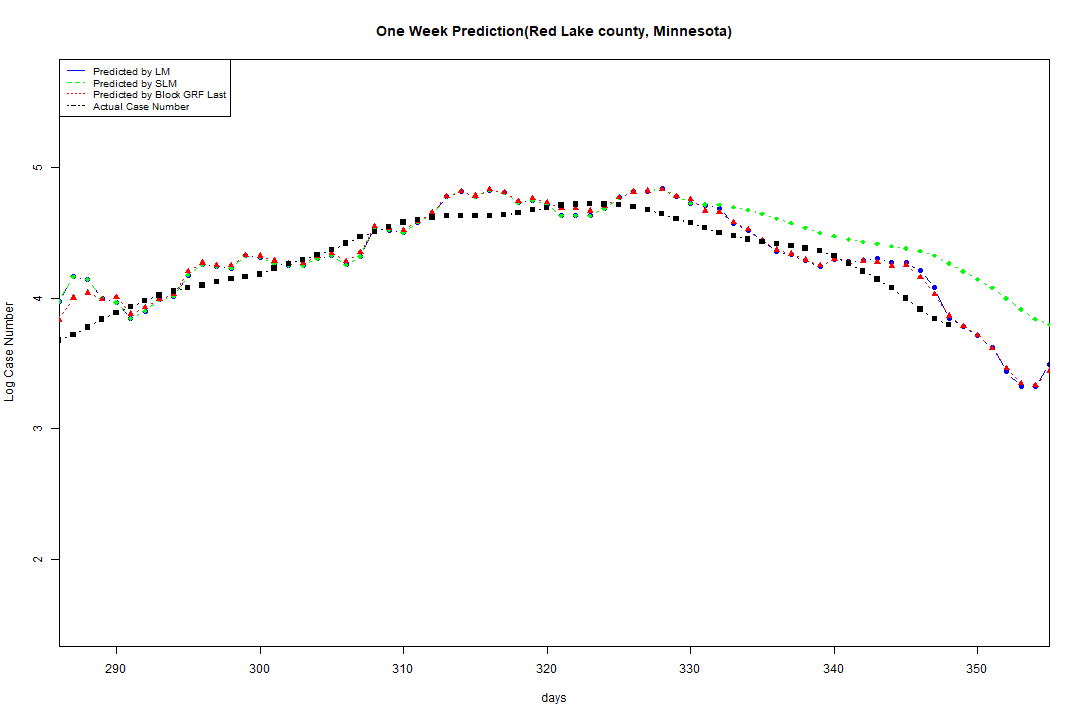 One Week Prediction(Red Lake county, Minnesota)
Predicted by LM
Predicted by SLM
Predicted by Block GRF Last
Actual Case Number
5
4
3
2
Log Case Number
290 300 310 320 330 340 350
days